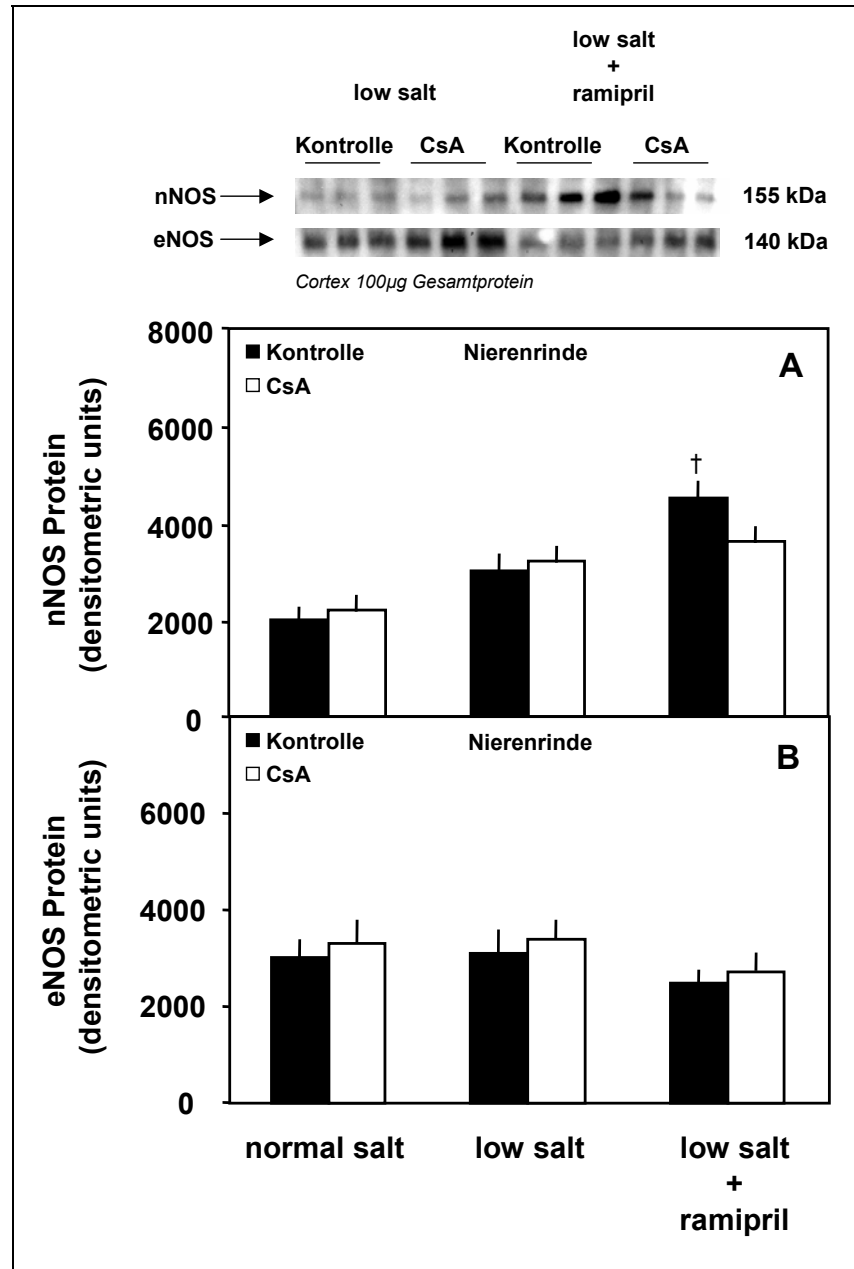 low salt
low salt
+
ramipril
Kontrolle CsA Kontrolle CsA
nNOS 155 kDa
eNOS 140 kDa
Cortex 100µg Gesamtprotein
nNOS Protein
(densitometric units)
8000
6000
4000
2000
0
■ Kontrolle Nierenrinde A
□ CsA
†
eNOS Protein
(densitometric units)
6000
4000
2000
0
■ Kontrolle Nierenrinde B
□ CsA
normal salt low salt low salt
+
ramipril